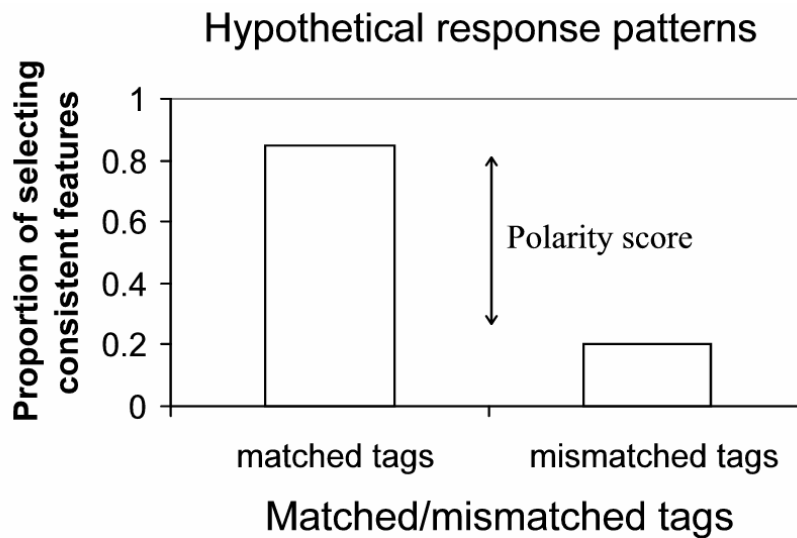 Hypothetical response patterns
Proportion of selecting
consistent features
1
0.8
0.6
0.4
0.2
0
Polarity score
matched tags
mismatched tags
Matched/mismatched tags